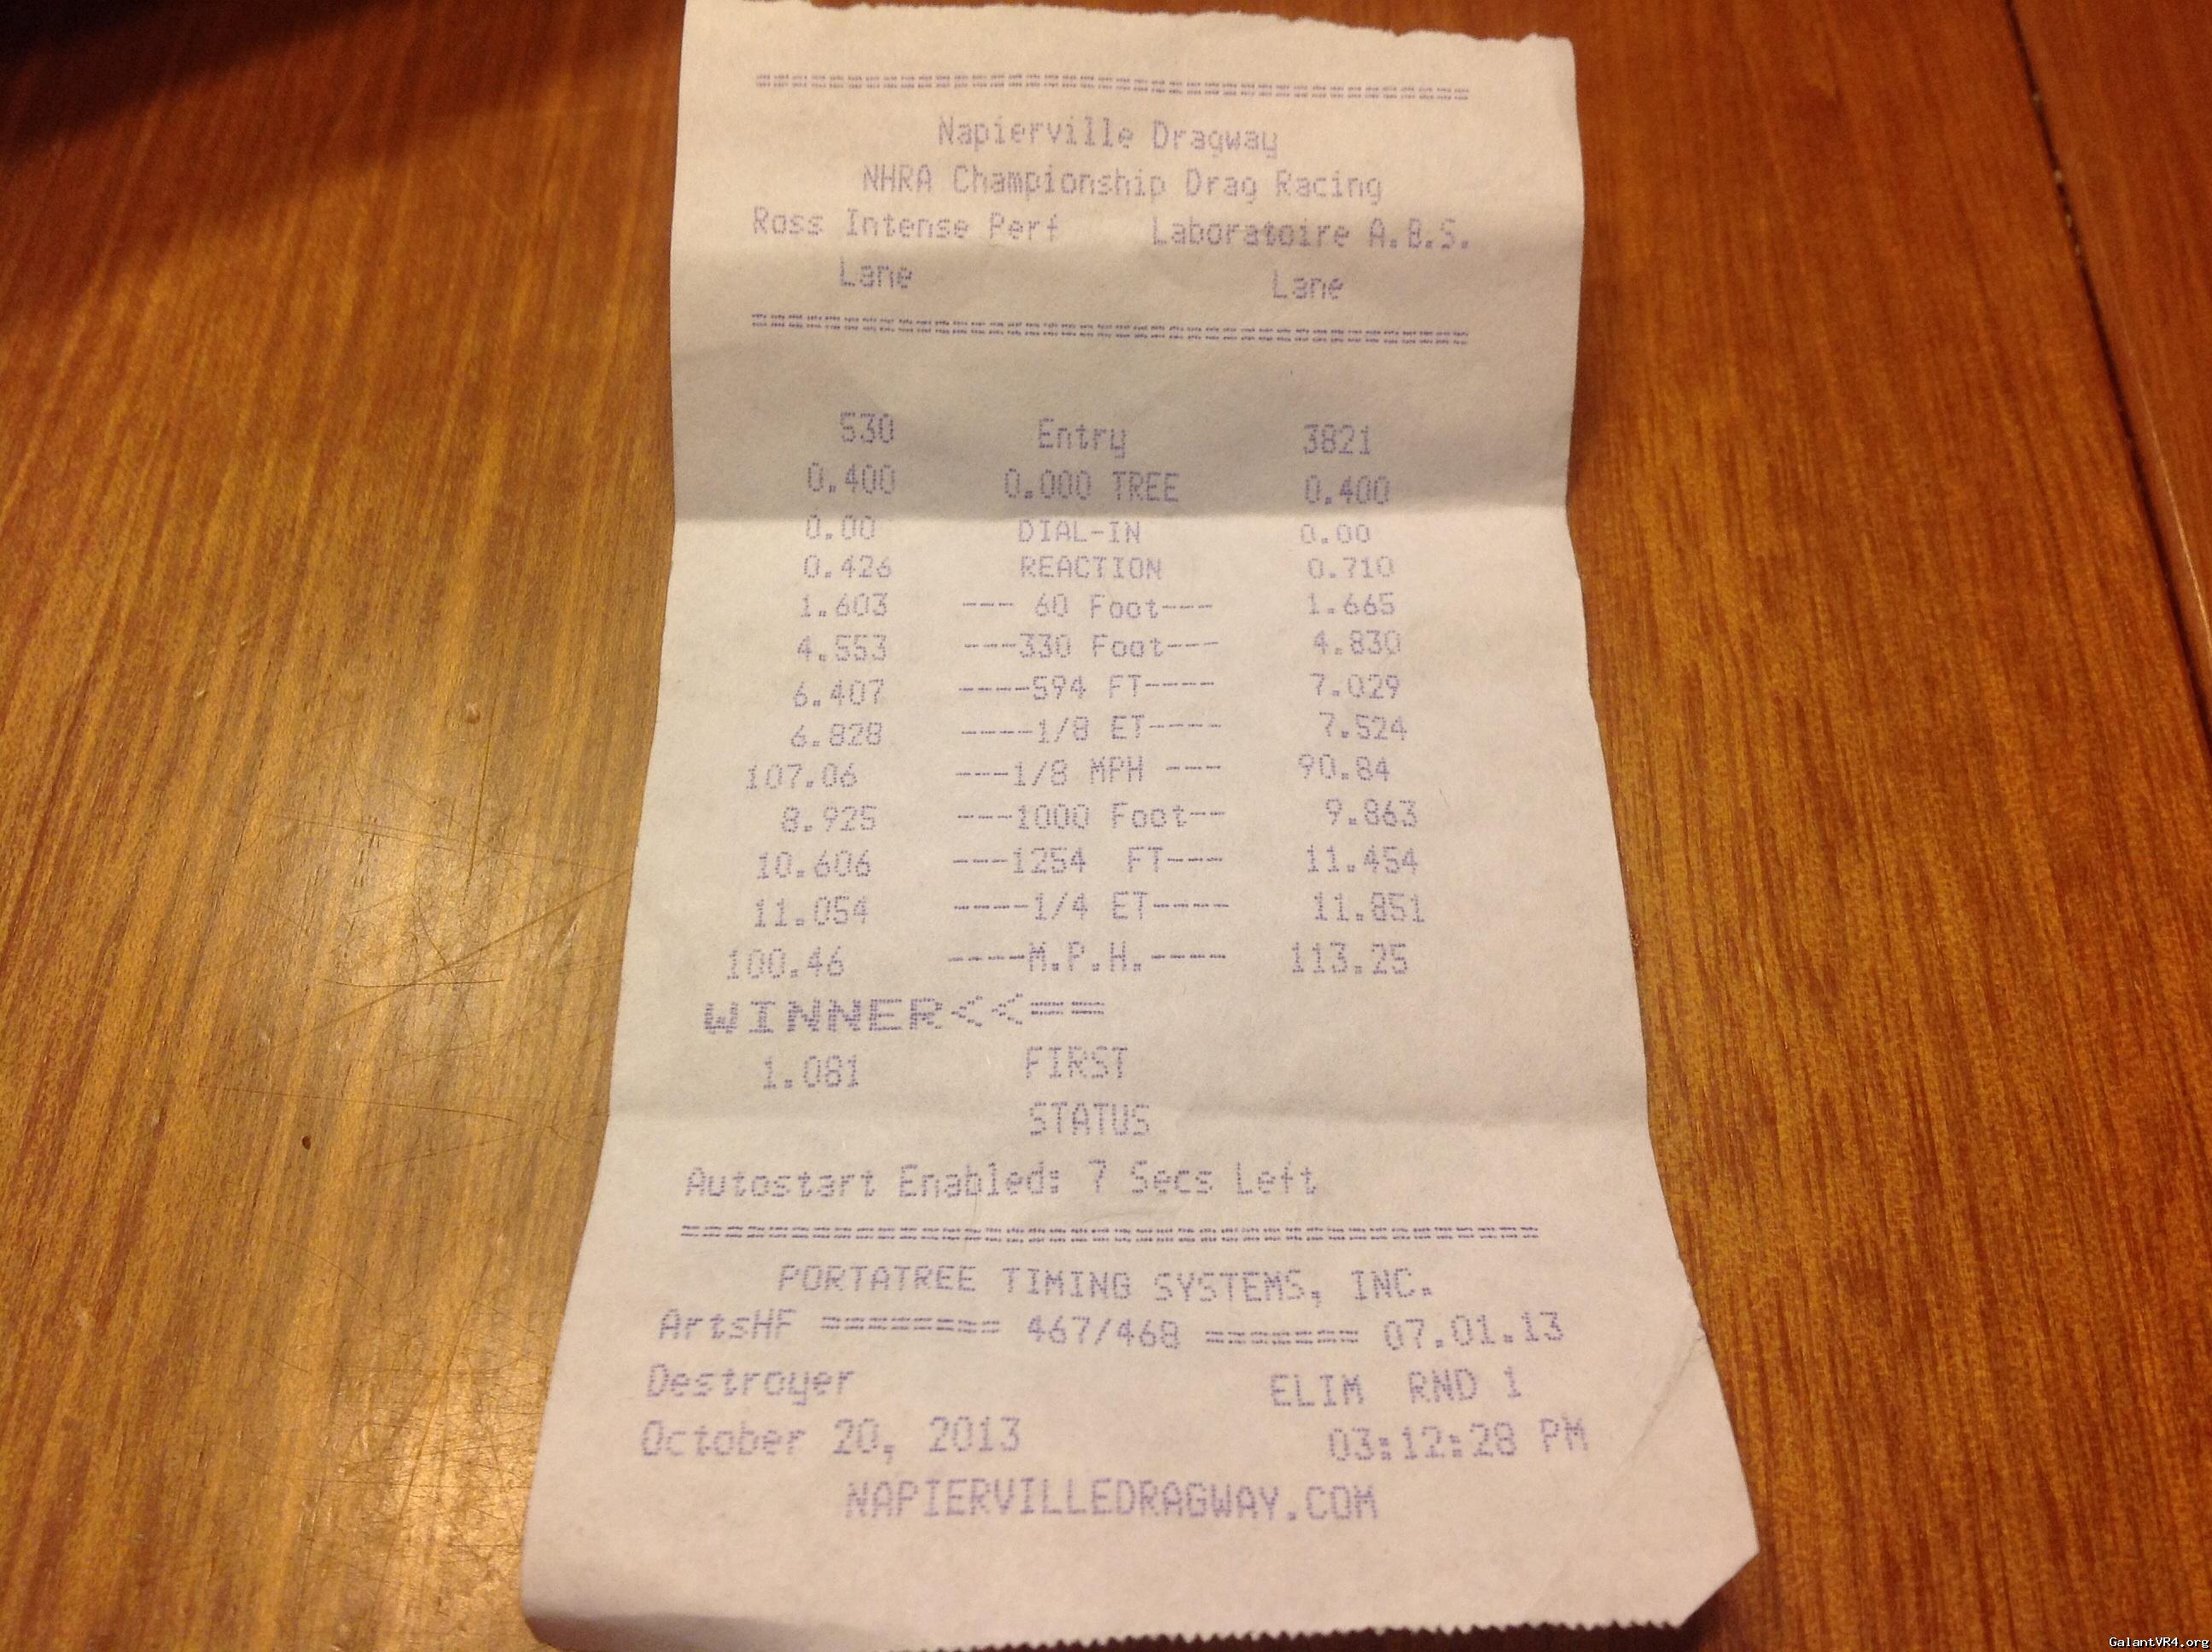 ================================
Napierville Dragway
NHRA Championship Drag Racing
Ross Intense Perf Laboratoire A.B.S.
Lane Lane
================================
530 Entry 3821
0.400 0.000 TREE 0.400
0.00 DIAL-IN 0.00
0.426 REACTION 0.710
1.603 --- 60 Foot--- 1.665
4.553 ---330 Foot--- 4.830
6.407 ----594 FT---- 7.029
6.828 ----1/8 ET---- 7.524
107.06 ---1/8 MPH --- 90.84
8.925 ---1000 Foot-- 9.863
10.606 ---1254 FT--- 11.454
11.054 ----1/4 ET---- 11.851
100.46 ----M.P.H.---- 113.25
WINNER<<==
1.081 FIRST
STATUS
Autostart Enabled: 7 Secs Left
================================
PORTATREE TIMING SYSTEMS, INC.
ArtsHF ======== 467/468 ======= 07.01.13
Destroyer ELIM RND 1
October 20, 2013 03:12:28 PM
NAPIERVILLEDRAGWAY.COM
GalantVR4.org